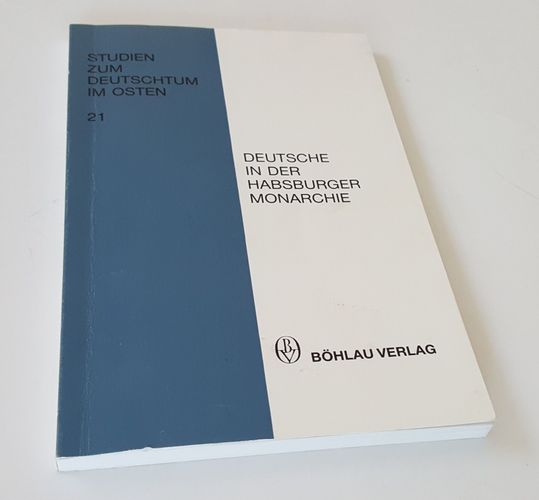 STUDIEN
ZUM
DEUTSCHTUM
IM OSTEN
21
DEUTSCHE
IN DER
HABSBURGER
MONARCHIE
BÖHLAU VERLAG